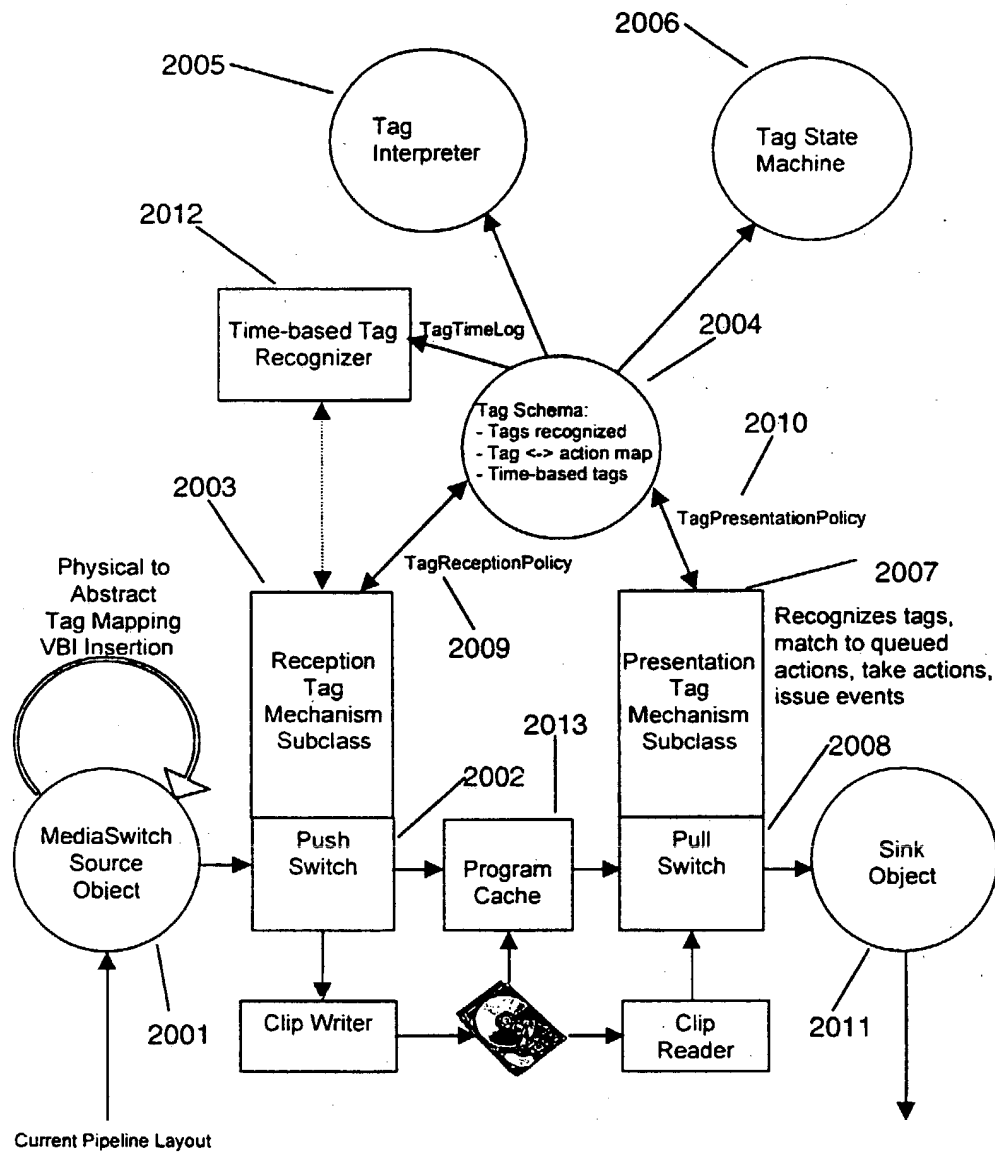 2006
2005
Tag
Interpreter
Tag State
Machine
2012
Time-based Tag
Recognizer
TagTimeLog
2004
Tag Schema:
- Tags recognized
- Tag <-> action map
- Time-based tags
2010
TagPresentationPolicy
2003
TagReceptionPolicy
2009
2007
Physical to
Abstract
Tag Mapping
VBI Insertion
Reception
Tag
Mechanism
Subclass
Presentation
Tag
Mechanism
Subclass
Recognizes tags,
match to queued
actions, take actions,
issue events
2013
2002
2008
MediaSwitch
Source
Object
Push
Switch
Program
Cache
Pull
Switch
Sink
Object
2001
Clip Writer
Clip
Reader
2011
Current Pipeline Layout